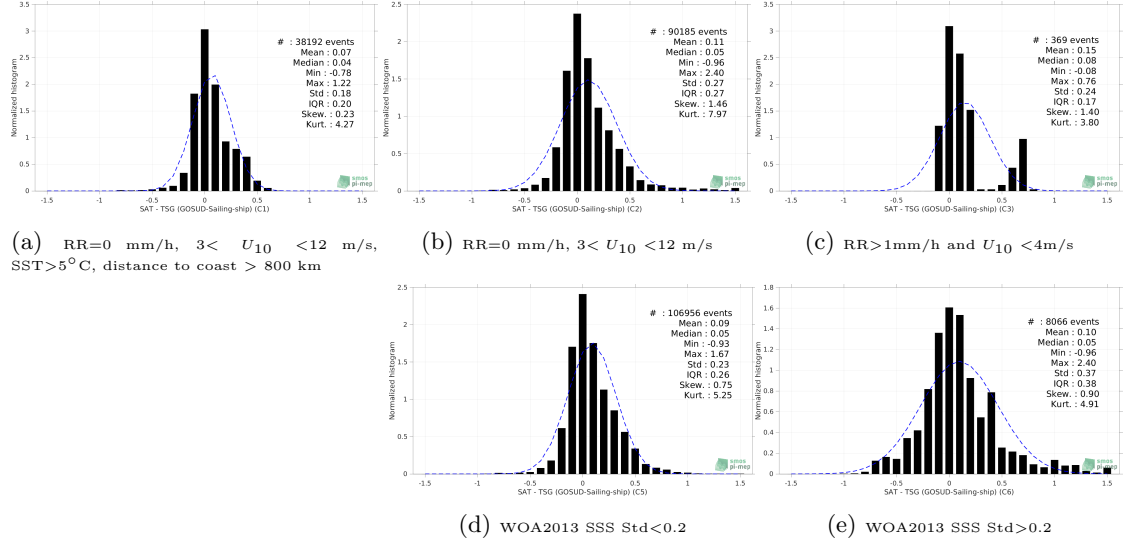 3.5
3
2.5
2
1.5
1
0.5
0
Normalized histogram
# : 38192 events
Mean : 0.07
Median : 0.04
Min : -0.78
Max : 1.22
Std : 0.18
IQR : 0.20
Skew. : 0.23
Kurt. : 4.27
smos
pi-mep
-1.5 -1 -0.5 0 0.5 1 1.5
SAT - TSG (GOSUD-Sailing-ship) (C1)
(a) RR=0 mm/h, 3< U10 <12 m/s,
SST>5°C, distance to coast > 800 km
2.5
2
1.5
1
0.5
0
Normalized histogram
# : 90185 events
Mean : 0.11
Median : 0.05
Min : -0.96
Max : 2.40
Std : 0.27
IQR : 0.27
Skew. : 1.46
Kurt. : 7.97
smos
pi-mep
-1.5 -1 -0.5 0 0.5 1 1.5
SAT - TSG (GOSUD-Sailing-ship) (C2)
(b) RR=0 mm/h, 3< U10 <12 m/s
3.5
3
2.5
2
1.5
1
0.5
0
Normalized histogram
# : 369 events
Mean : 0.15
Median : 0.08
Min : -0.08
Max : 0.76
Std : 0.24
IQR : 0.17
Skew. : 1.40
Kurt. : 3.80
smos
pi-mep
-1.5 -1 -0.5 0 0.5 1 1.5
SAT - TSG (GOSUD-Sailing-ship) (C3)
(c) RR>1mm/h and U10 <4m/s
2.5
2
1.5
1
0.5
0
Normalized histogram
# : 106956 events
Mean : 0.09
Median : 0.05
Min : -0.93
Max : 1.67
Std : 0.23
IQR : 0.26
Skew. : 0.75
Kurt. : 5.25
smos
pi-mep
-1.5 -1 -0.5 0 0.5 1 1.5
SAT - TSG (GOSUD-Sailing-ship) (C5)
(d) WOA2013 SSS Std<0.2
1.8
1.6
1.4
1.2
1
0.8
0.6
0.4
0.2
0
Normalized histogram
# : 8066 events
Mean : 0.10
Median : 0.05
Min : -0.96
Max : 2.40
Std : 0.37
IQR : 0.38
Skew. : 0.90
Kurt. : 4.91
smos
pi-mep
-1.5 -1 -0.5 0 0.5 1 1.5
SAT - TSG (GOSUD-Sailing-ship) (C6)
(e) WOA2013 SSS Std>0.2